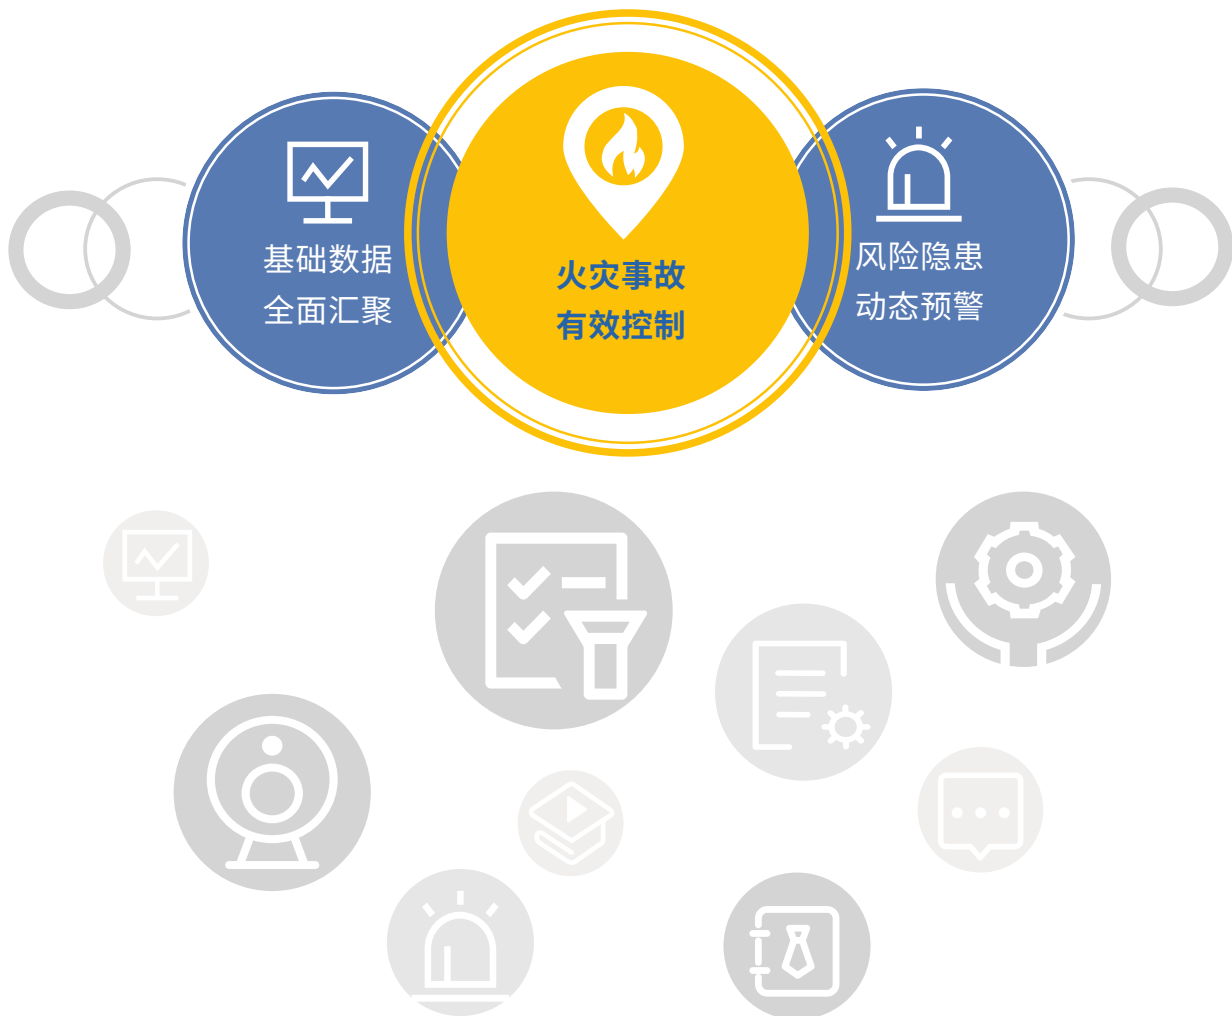 基础数据
全面汇聚
火灾事故
有效控制
风险隐患
动态预警